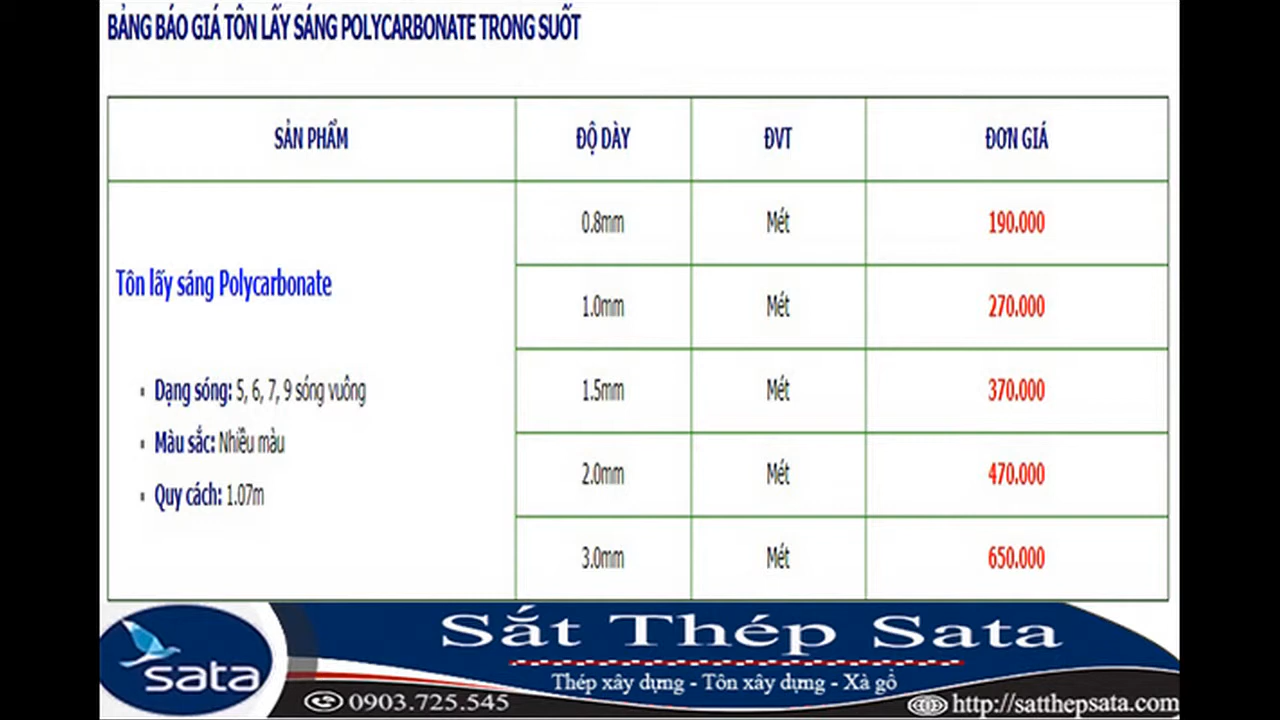 BẢNG BÁO GIÁ TÔN LẤY SÁNG POLYCARBONATE TRONG SUỐT
SẢN PHẨM ĐỘ DÀY ĐVT ĐƠN GIÁ
Tôn lấy sáng Polycarbonate
Dạng sóng: 5, 6, 7, 9 sóng vuông
Màu sắc: Nhiều màu
Quy cách: 1.07m
0.8mm Mét 190.000
1.0mm Mét 270.000
1.5mm Mét 370.000
2.0mm Mét 470.000
3.0mm Mét 650.000
sata
Sắt Thép Sata
Thép xây dựng - Tôn xây dựng - Xà gồ
0903.725.545
http://satthepsata.com